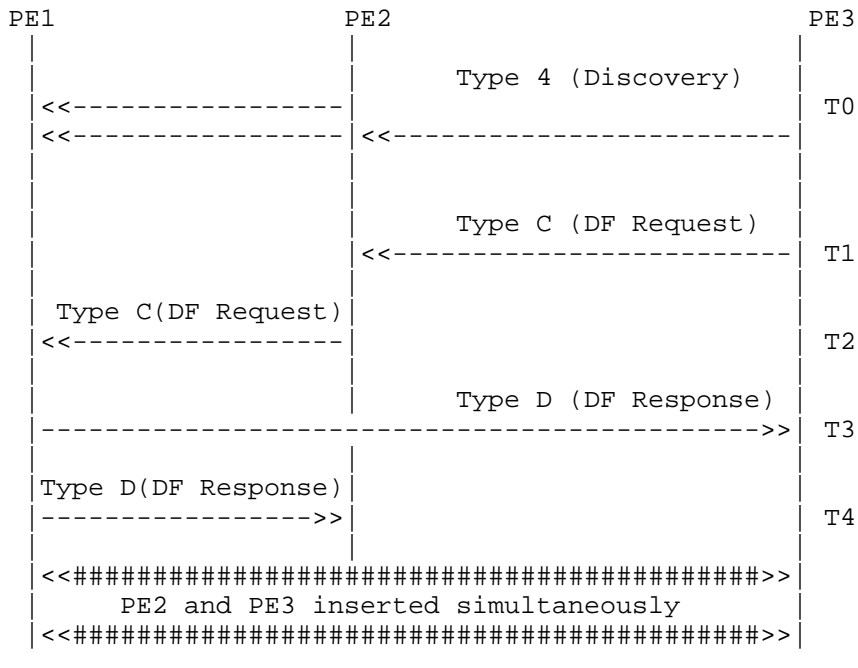 PE1                 PE2                         PE3
 |                   |                           |
 |                   |      Type 4 (Discovery)   |
 |<<-----------------|                           | T0
 |<<-----------------|<<-------------------------|
 |                   |                           |
 |                   |                           |
 |                   |      Type C (DF Request)  |
 |                   |<<-------------------------| T1
 |                   |                           |
 | Type C(DF Request)|                           |
 |<<-----------------|                           | T2
 |                   |                           |
 |                   |      Type D (DF Response) |
 |--------------------------------------------->>| T3
 |                   |                           |
 |Type D(DF Response)|                           |
 |----------------->>|                           | T4
 |                   |                           |
 |<<###########################################>>|
 |     PE2 and PE3 inserted simultaneously       |
 |<<###########################################>>|